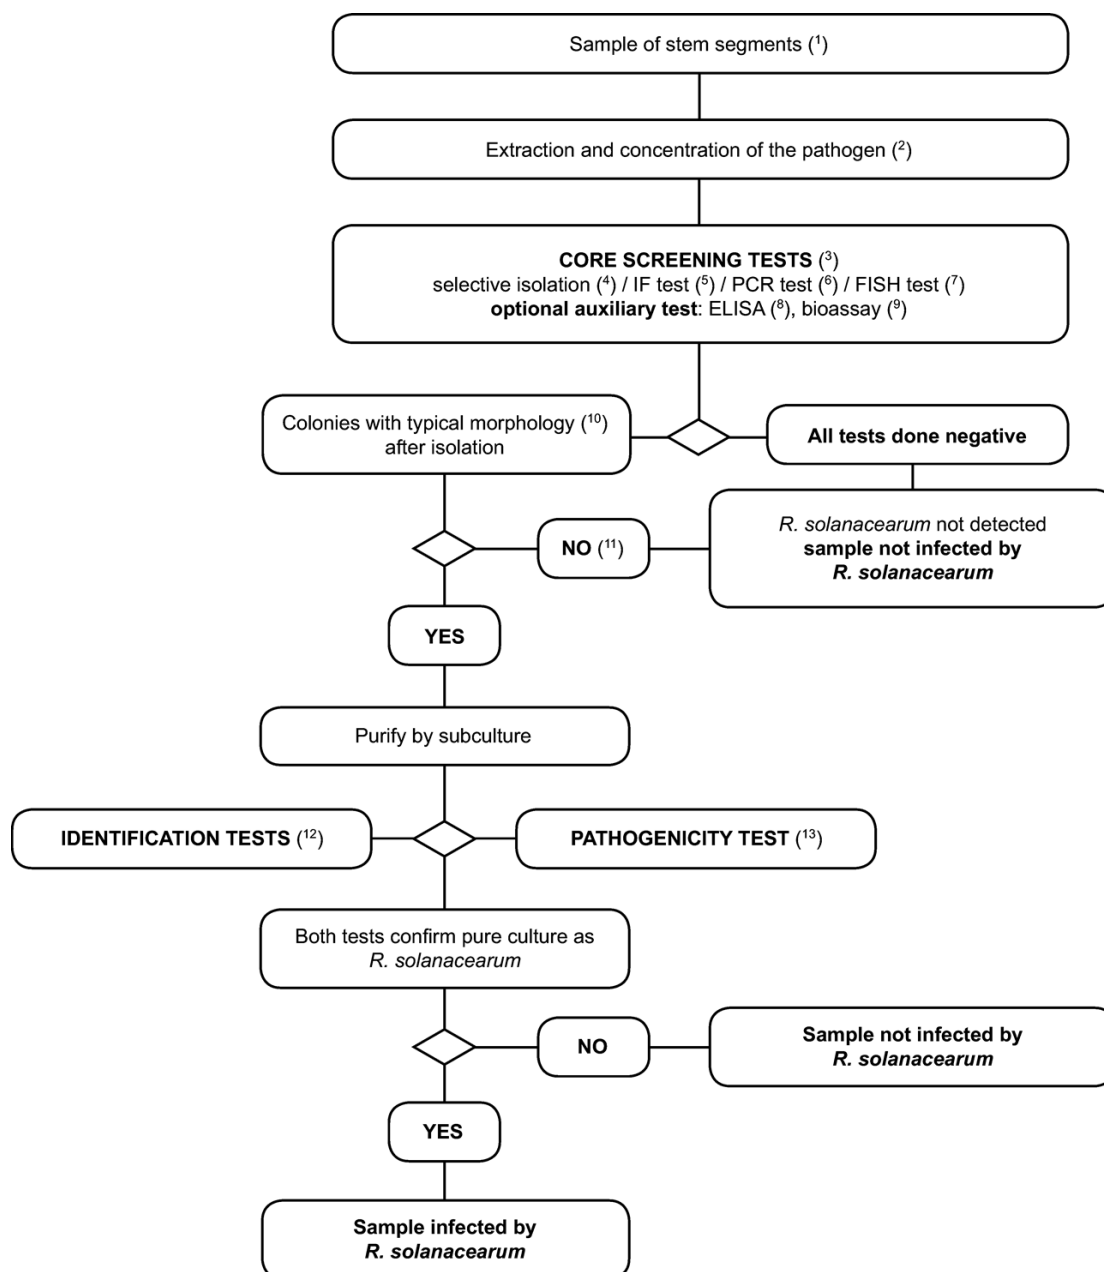 Sample of stem segments (¹)
Extraction and concentration of the pathogen (²)
CORE SCREENING TESTS (³)
selective isolation (⁴) / IF test (⁵) / PCR test (⁶) / FISH test (⁷)
optional auxiliary test: ELISA (⁸), bioassay (⁹)
Colonies with typical morphology (¹⁰)
after isolation
All tests done negative
NO (¹¹)
R. solanacearum not detected
sample not infected by
R. solanacearum
YES
Purify by subculture
IDENTIFICATION TESTS (¹²)
PATHOGENICITY TEST (¹³)
Both tests confirm pure culture as
R. solanacearum
NO
Sample not infected by
R. solanacearum
YES
Sample infected by
R. solanacearum